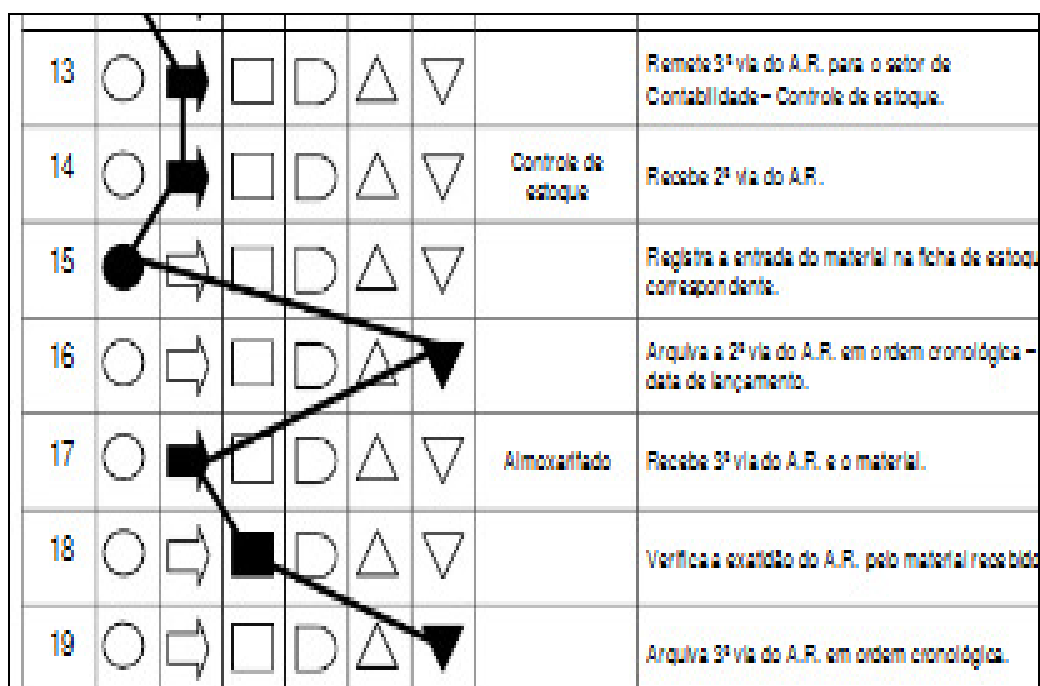 13
Remete 3ª via do A.R. para o setor de
Contabilidade – Controle de estoque.
14
Controle de
estoque
Recebe 2ª via do A.R.
15
Registra a entrada do material na ficha de estoqu
correspondente.
16
Arquiva a 2ª via do A.R. em ordem cronológica –
data de lançamento.
17
Almoxarifado
Recebe 3ª via do A.R. e o material.
18
Verifica a exatidão do A.R. pelo material recebido
19
Arquiva 3ª via do A.R. em ordem cronológica.